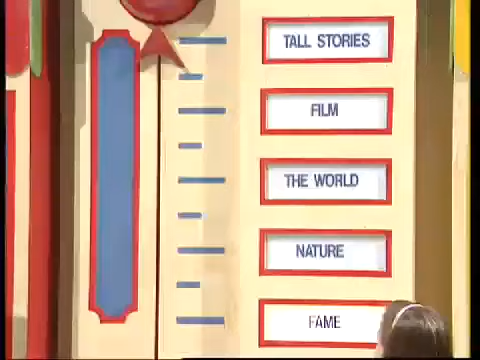 TALL STORIES
FILM
THE WORLD
NATURE
FAME